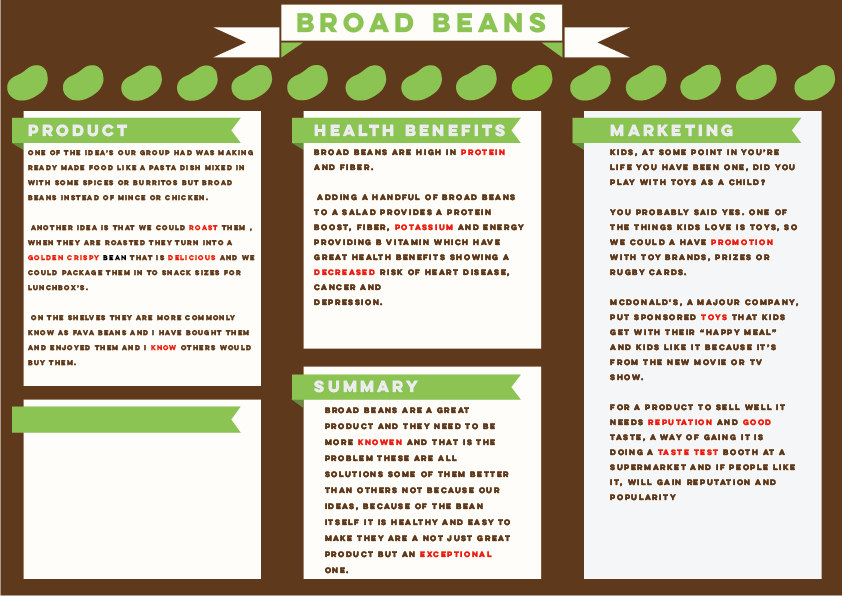 BROAD BEANS
PRODUCT
ONE OF THE IDEA'S OUR GROUP HAD WAS MAKING
READY MADE FOOD LIKE A PASTA DISH MIXED IN
WITH SOME SPICES OR BURRITOS BUT BROAD
BEANS INSTEAD OF MINCE OR CHICKEN.
ANOTHER IDEA IS THAT WE COULD ROAST THEM ,
WHEN THEY ARE ROASTED THEY TURN INTO A
GOLDEN CRISPY BEAN THAT IS DELICIOUS AND WE
COULD PACKAGE THEM IN TO SNACK SIZES FOR
LUNCHBOX'S.
ON THE SHELVES THEY ARE MORE COMMONLY
KNOW AS FAVA BEANS AND I HAVE BOUGHT THEM
AND ENJOYED THEM AND I KNOW OTHERS WOULD
BUY THEM.
HEALTH BENEFITS
BROAD BEANS ARE HIGH IN PROTEIN
AND FIBER.
ADDING A HANDFUL OF BROAD BEANS
TO A SALAD PROVIDES A PROTEIN
BOOST, FIBER, POTASSIUM AND ENERGY
PROVIDING B VITAMIN WHICH HAVE
GREAT HEALTH BENEFITS SHOWING A
DECREASED RISK OF HEART DISEASE,
CANCER AND
DEPRESSION.
SUMMARY
BROAD BEANS ARE A GREAT
PRODUCT AND THEY NEED TO BE
MORE KNOWEN AND THAT IS THE
PROBLEM THESE ARE ALL
SOLUTIONS SOME OF THEM BETTER
THAN OTHERS NOT BECAUSE OUR
IDEAS, BECAUSE OF THE BEAN
ITSELF IT IS HEALTHY AND EASY TO
MAKE THEY ARE A NOT JUST GREAT
PRODUCT BUT AN EXCEPTIONAL
ONE.
MARKETING
KIDS, AT SOME POINT IN YOU'RE
LIFE YOU HAVE BEEN ONE, DID YOU
PLAY WITH TOYS AS A CHILD?
YOU PROBABLY SAID YES. ONE OF
THE THINGS KIDS LOVE IS TOYS, SO
WE COULD A HAVE PROMOTION
WITH TOY BRANDS, PRIZES OR
RUGBY CARDS.
MCDONALD'S, A MAJOUR COMPANY,
PUT SPONSORED TOYS THAT KIDS
GET WITH THEIR "HAPPY MEAL"
AND KIDS LIKE IT BECAUSE IT'S
FROM THE NEW MOVIE OR TV
SHOW.
FOR A PRODUCT TO SELL WELL IT
NEEDS REPUTATION AND GOOD
TASTE, A WAY OF GAING IT IS
DOING A TASTE TEST BOOTH AT A
SUPERMARKET AND IF PEOPLE LIKE
IT, WILL GAIN REPUTATION AND
POPULARITY